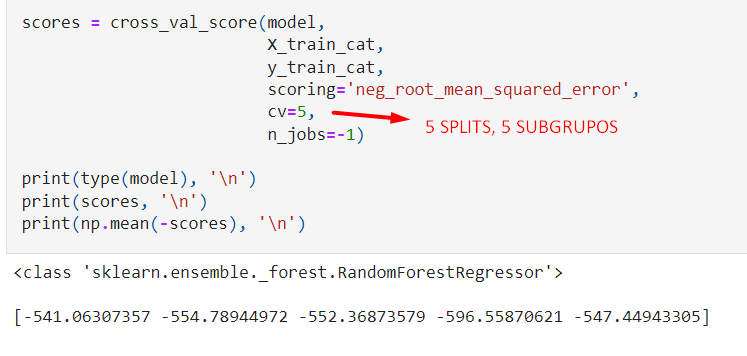 scores = cross_val_score(model,
X_train_cat,
y_train_cat,
scoring='neg_root_mean_squared_error',
cv=5,
5 SPLITS, 5 SUBGRUPOS
n_jobs=-1)
print(type(model), '\n')
print(scores, '\n')
print(np.mean(-scores), '\n')
<class 'sklearn.ensemble._forest.RandomForestRegressor'>
[-541.06307357 -554.78944972 -552.36873579 -596.55870621 -547.44943305]